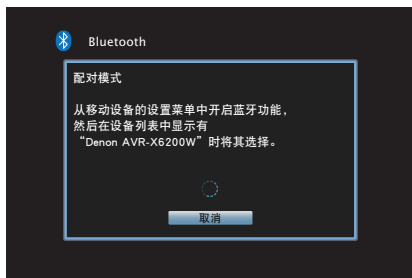 Bluetooth
配对模式
从移动设备的设置菜单中开启蓝牙功能，
然后在设备列表中显示有
“Denon AVR-X6200W”时将其选择。
取消